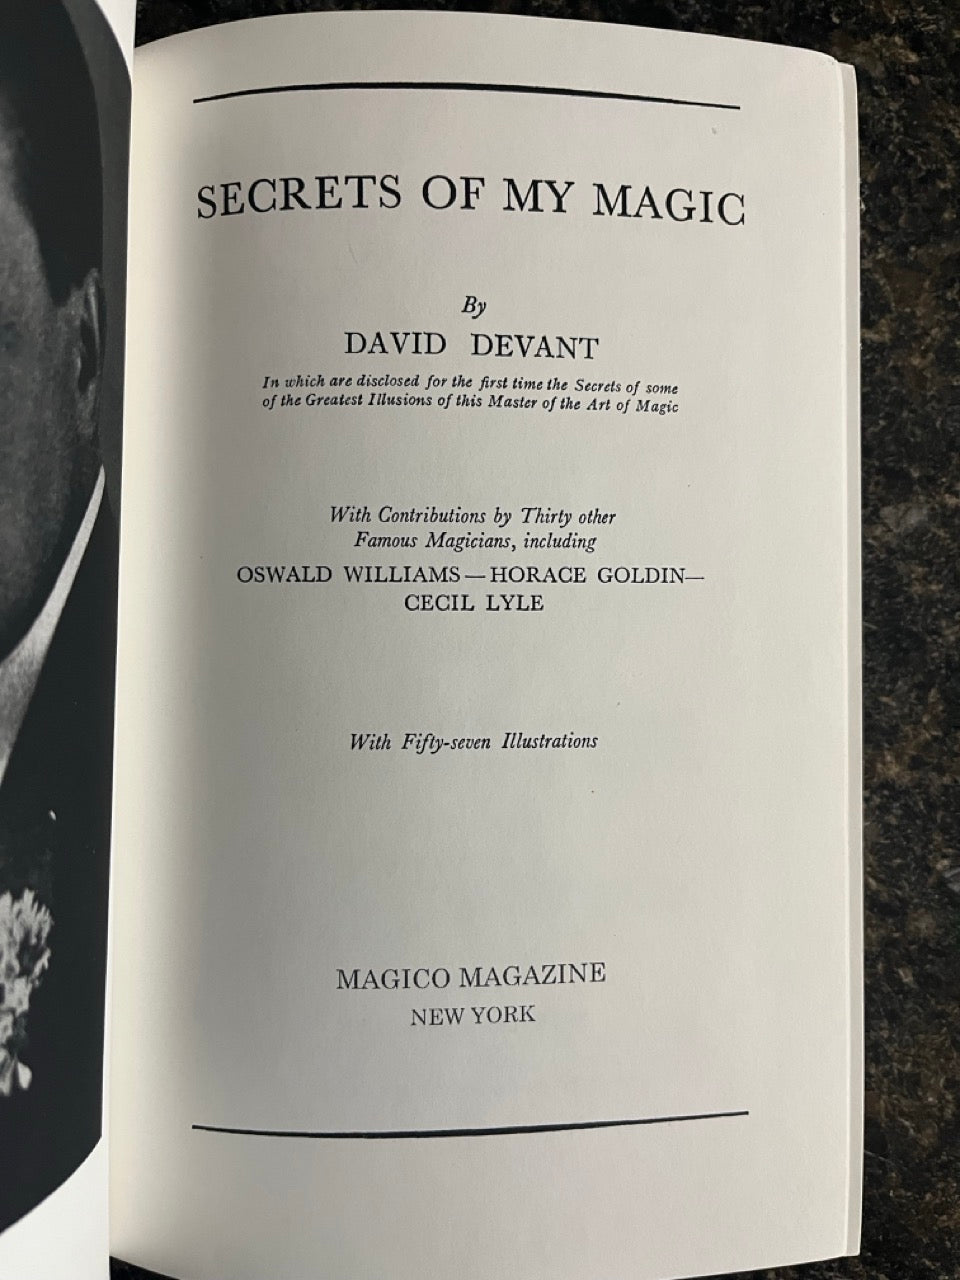 SECRETS OF MY MAGIC
By
DAVID DEVANT
In which are disclosed for the first time the Secrets of some
of the Greatest Illusions of this Master of the Art of Magic
With Contributions by Thirty other
Famous Magicians, including
OSWALD WILLIAMS—HORACE GOLDIN—
CECIL LYLE
With Fifty-seven Illustrations
MAGICO MAGAZINE
NEW YORK